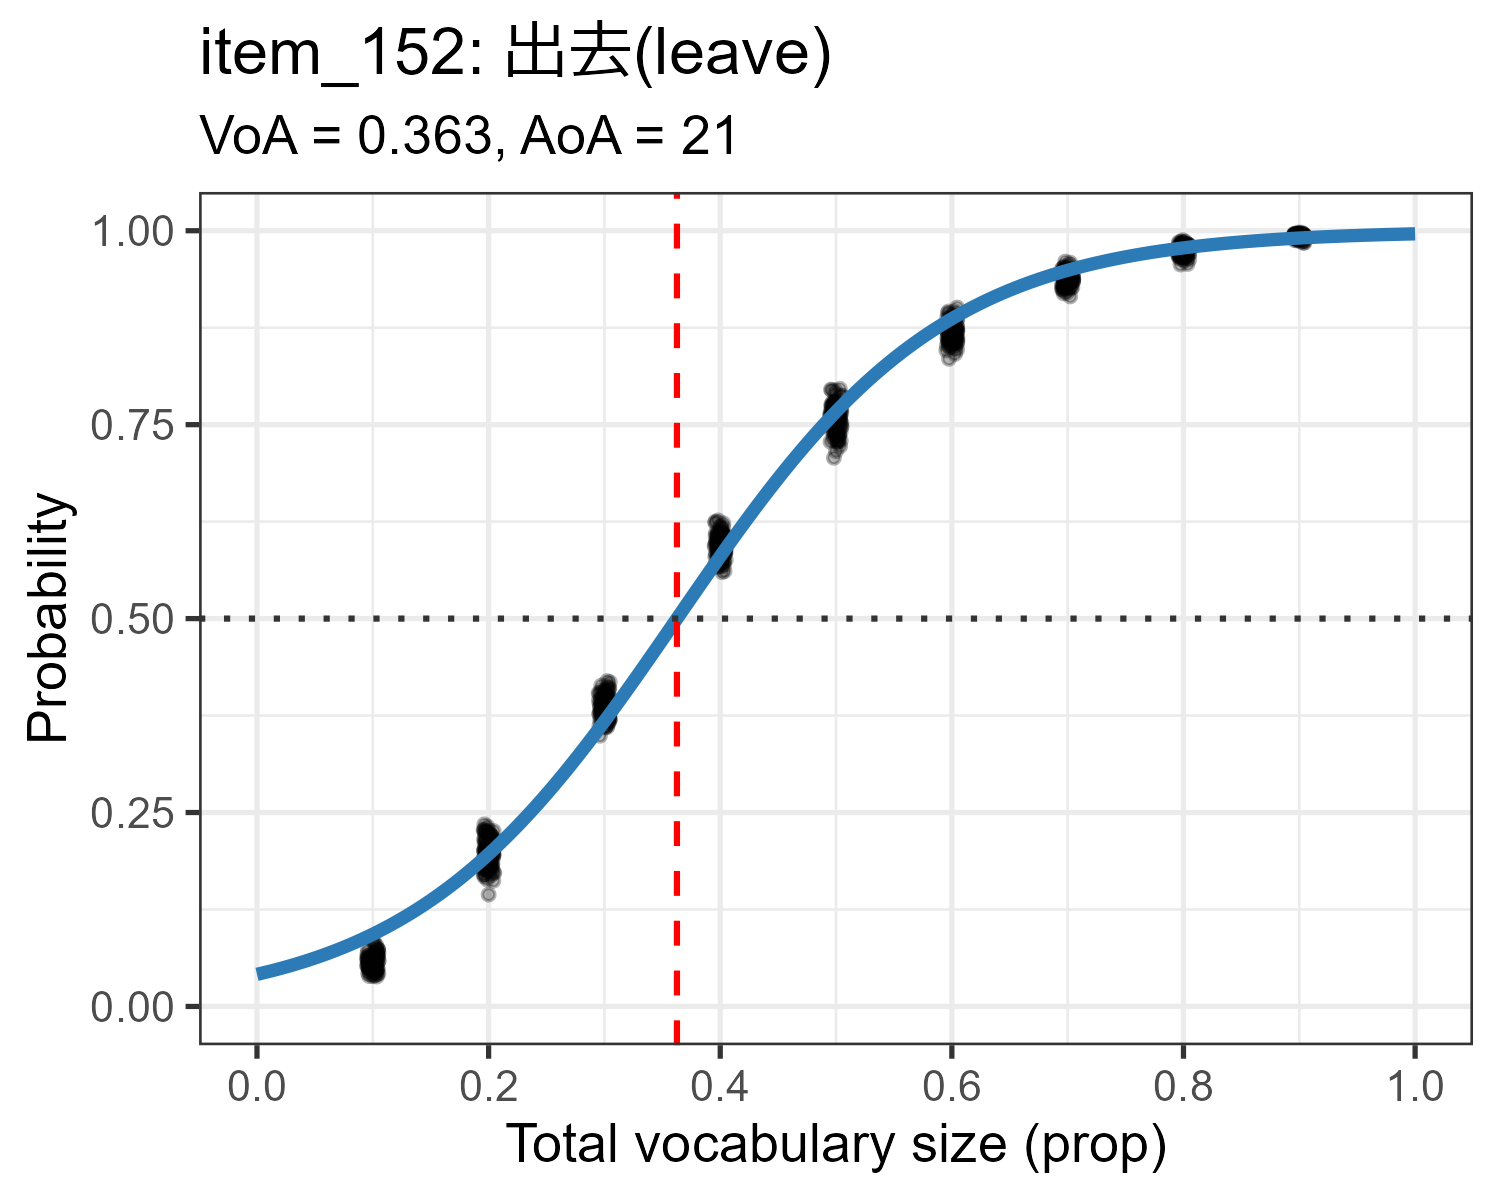 item_152: 出去(leave)
VoA = 0.363, AoA = 21
Probability
1.00
0.75
0.50
0.25
0.00
0.0 0.2 0.4 0.6 0.8 1.0
Total vocabulary size (prop)